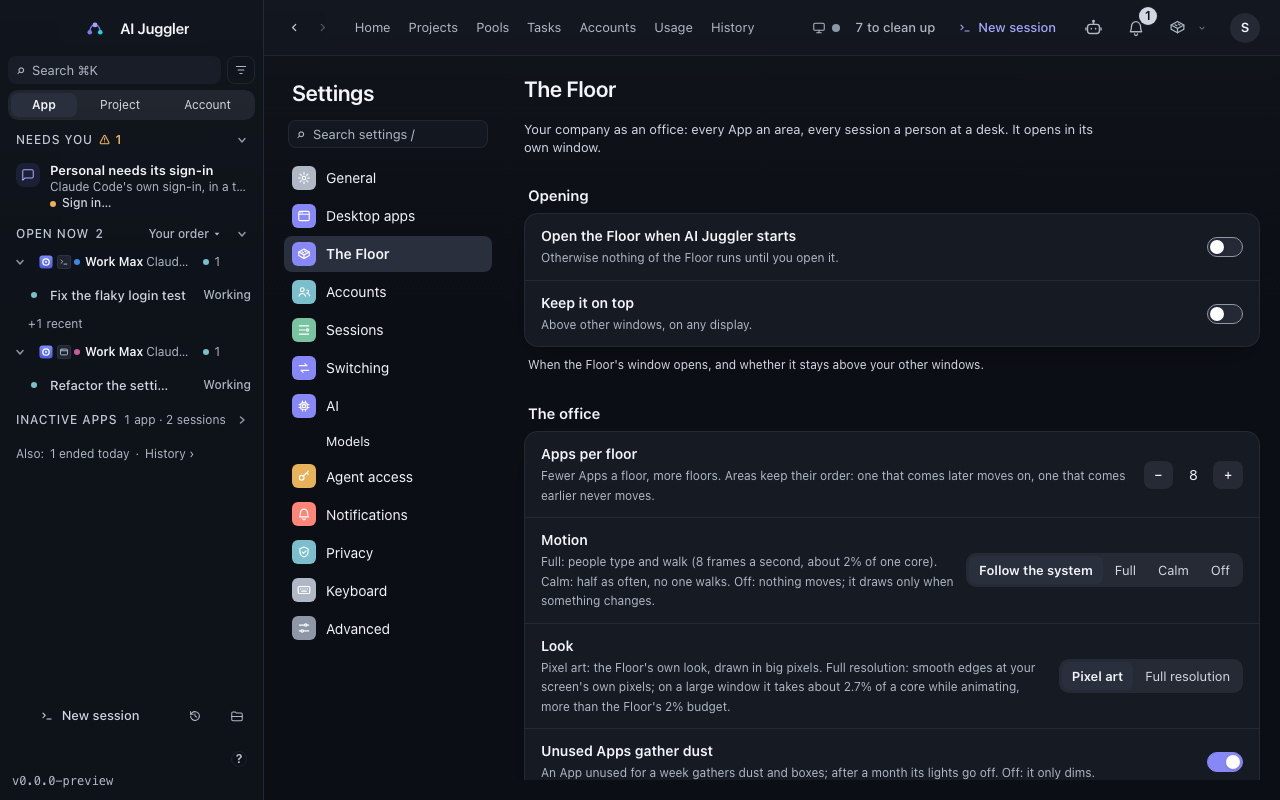 AI Juggler
Search ⌘K
App Project Account
NEEDS YOU 1
Personal needs its sign-in
Claude Code's own sign-in, in a t…
Sign in…
OPEN NOW 2 Your order
Work Max Claud… 1
Fix the flaky login test Working
+1 recent
Work Max Claud… 1
Refactor the setti… Working
INACTIVE APPS 1 app · 2 sessions
Also: 1 ended today · History ›
New session
?
v0.0.0-preview
Home Projects Pools Tasks Accounts Usage History
7 to clean up
New session
1
S
Settings
Search settings /
General
Desktop apps
The Floor
Accounts
Sessions
Switching
AI
Models
Agent access
Notifications
Privacy
Keyboard
Advanced
The Floor
Your company as an office: every App an area, every session a person at a desk. It opens in its
own window.
Opening
Open the Floor when AI Juggler starts
Otherwise nothing of the Floor runs until you open it.
Keep it on top
Above other windows, on any display.
When the Floor's window opens, and whether it stays above your other windows.
The office
Apps per floor
Fewer Apps a floor, more floors. Areas keep their order: one that comes later moves on, one that comes
earlier never moves.
− 8 +
Motion
Full: people type and walk (8 frames a second, about 2% of one core).
Calm: half as often, no one walks. Off: nothing moves; it draws only when
something changes.
Follow the system Full Calm Off
Look
Pixel art: the Floor's own look, drawn in big pixels. Full resolution: smooth edges at your
screen's own pixels; on a large window it takes about 2.7% of a core while animating,
more than the Floor's 2% budget.
Pixel art Full resolution
Unused Apps gather dust
An App unused for a week gathers dust and boxes; after a month its lights go off. Off: it only dims.